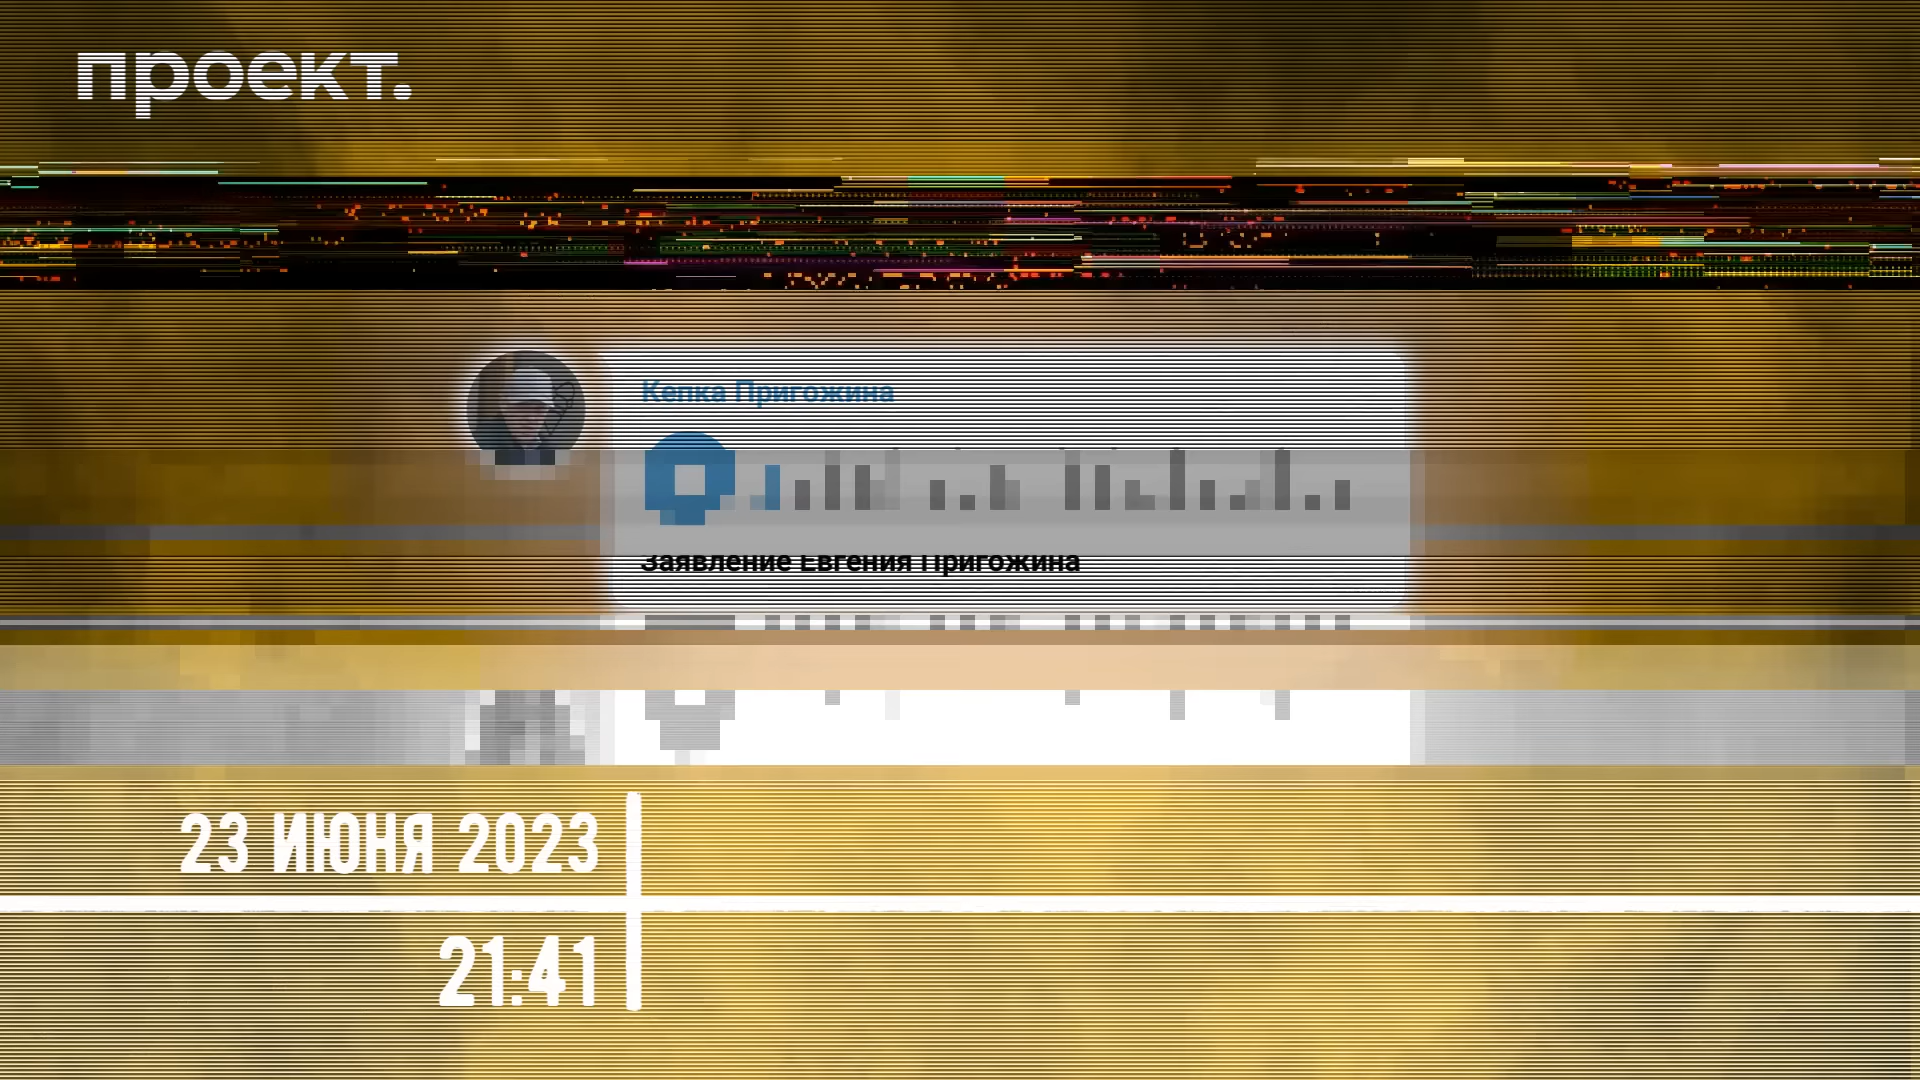 проект.
Кепка Пригожина
Заявление Евгения Пригожина
23 ИЮНЯ 2023
21:41